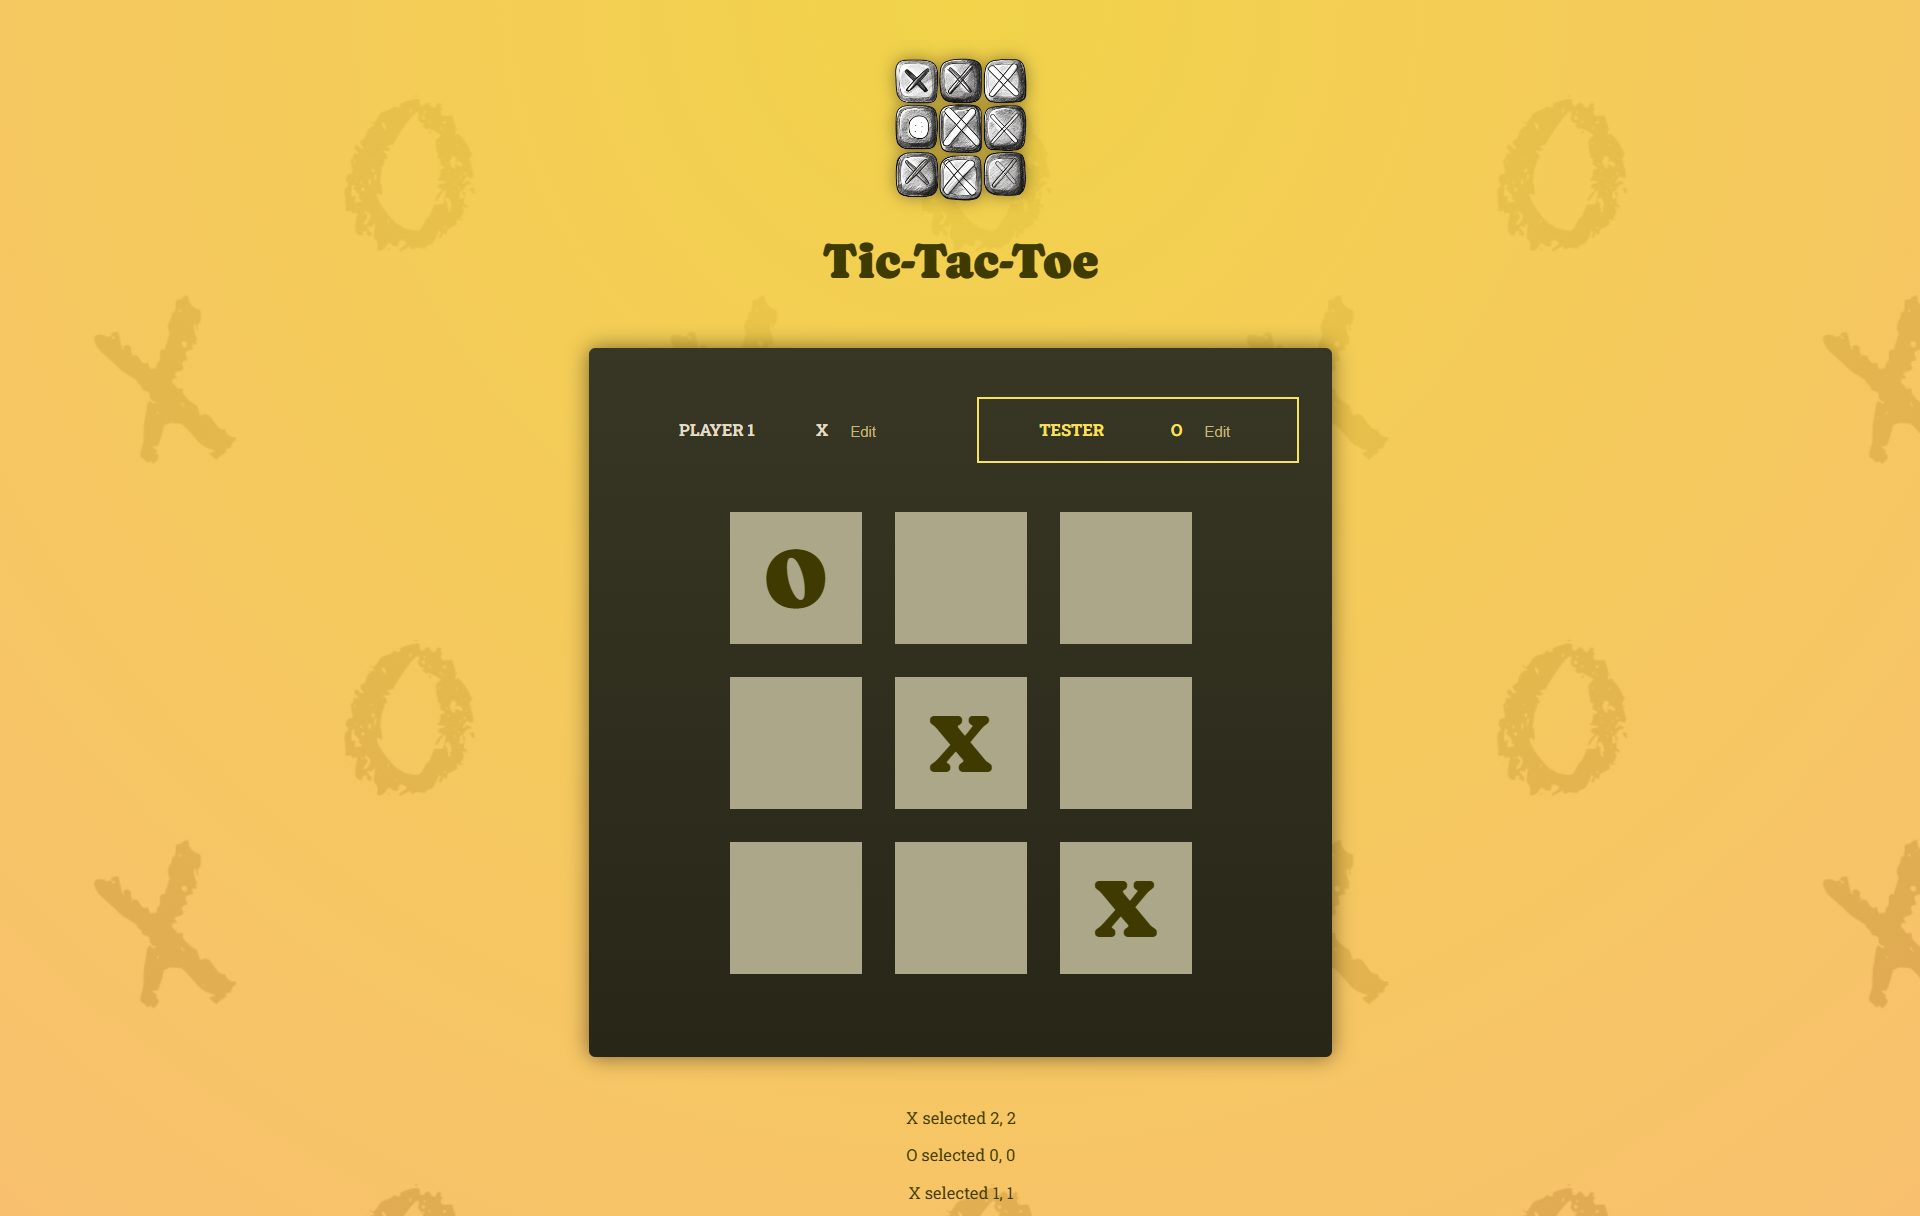 Tic-Tac-Toe
PLAYER 1 X Edit
TESTER O Edit
O
X
X
X selected 2, 2
O selected 0, 0
X selected 1, 1